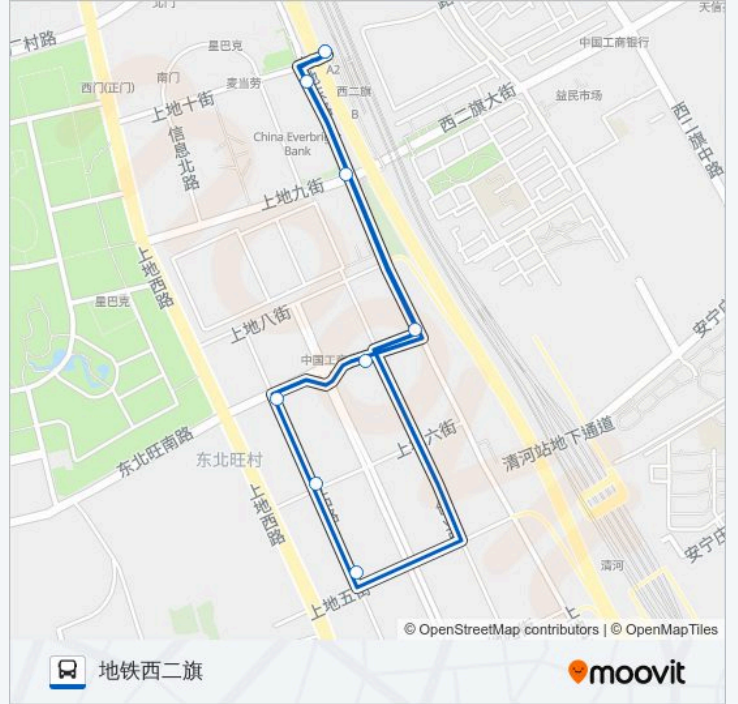 北门
天信
厂村路
星巴克
中国工商银行
西门(正门)
南门
麦当劳
A2
西二旗
益民市场
上地十街
B
西二旗大街
信息北路
China Everbright
Bank
西二旗中路
上地九街
上地西路
星巴克
上地八街
安宁
中国工商
上地六街
东北旺南路
清河站地下通道
东北旺村
上地西路
安宁庄
清河
上地五街
上
© OpenStreetMap contributors | © OpenMapTiles
地铁西二旗
moovit